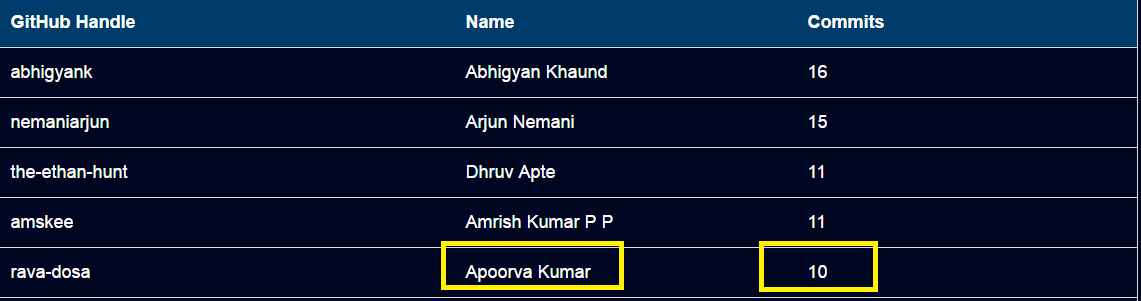 GitHub Handle Name Commits
abhigyank Abhigyan Khaund 16
nemaniarjun Arjun Nemani 15
the-ethan-hunt Dhruv Apte 11
amskee Amrish Kumar P P 11
rava-dosa Apoorva Kumar 10